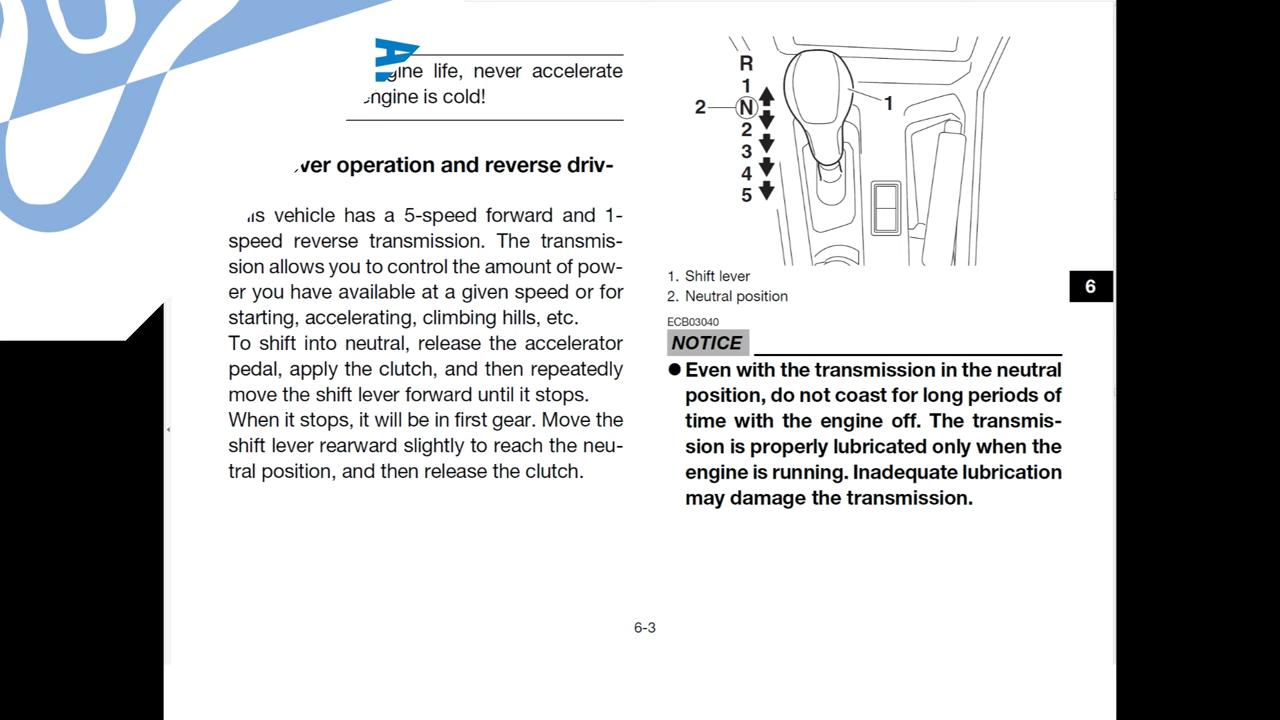 gine life, never accelerate
engine is cold!
ver operation and reverse driv-
is vehicle has a 5-speed forward and 1-
speed reverse transmission. The transmis-
sion allows you to control the amount of pow-
er you have available at a given speed or for
starting, accelerating, climbing hills, etc.
To shift into neutral, release the accelerator
pedal, apply the clutch, and then repeatedly
move the shift lever forward until it stops.
When it stops, it will be in first gear. Move the
shift lever rearward slightly to reach the neu-
tral position, and then release the clutch.
R
1
2 N 1
2
3
4
5
1. Shift lever
2. Neutral position
6
ECB03040
NOTICE
● Even with the transmission in the neutral
position, do not coast for long periods of
time with the engine off. The transmis-
sion is properly lubricated only when the
engine is running. Inadequate lubrication
may damage the transmission.
6-3